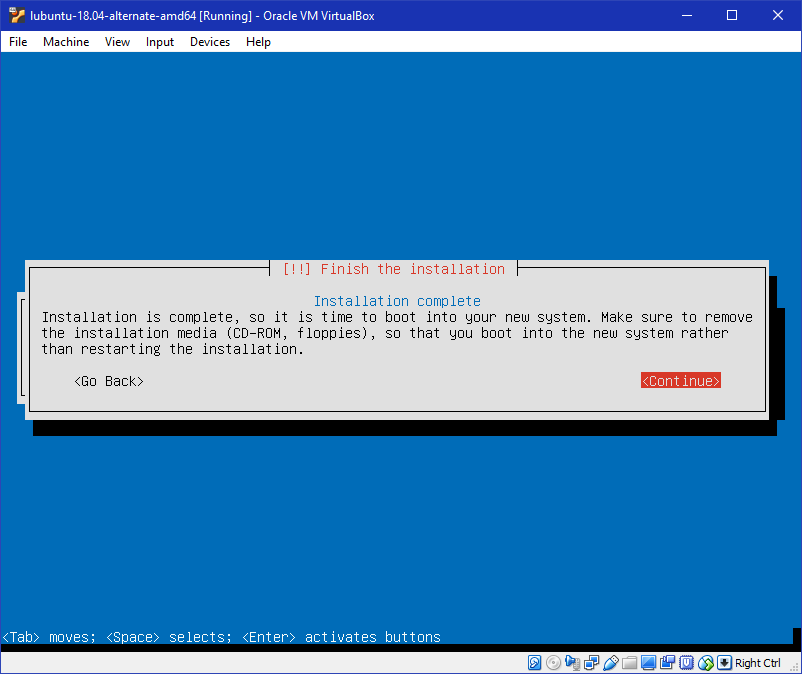 lubuntu-18.04-alternate-amd64 [Running] - Oracle VM VirtualBox
File Machine View Input Devices Help
[!!] Finish the installation
Installation complete
Installation is complete, so it is time to boot into your new system. Make sure to remove
the installation media (CD-ROM, floppies), so that you boot into the new system rather
than restarting the installation.
<Go Back> <Continue>
<Tab> moves; <Space> selects; <Enter> activates buttons
Right Ctrl